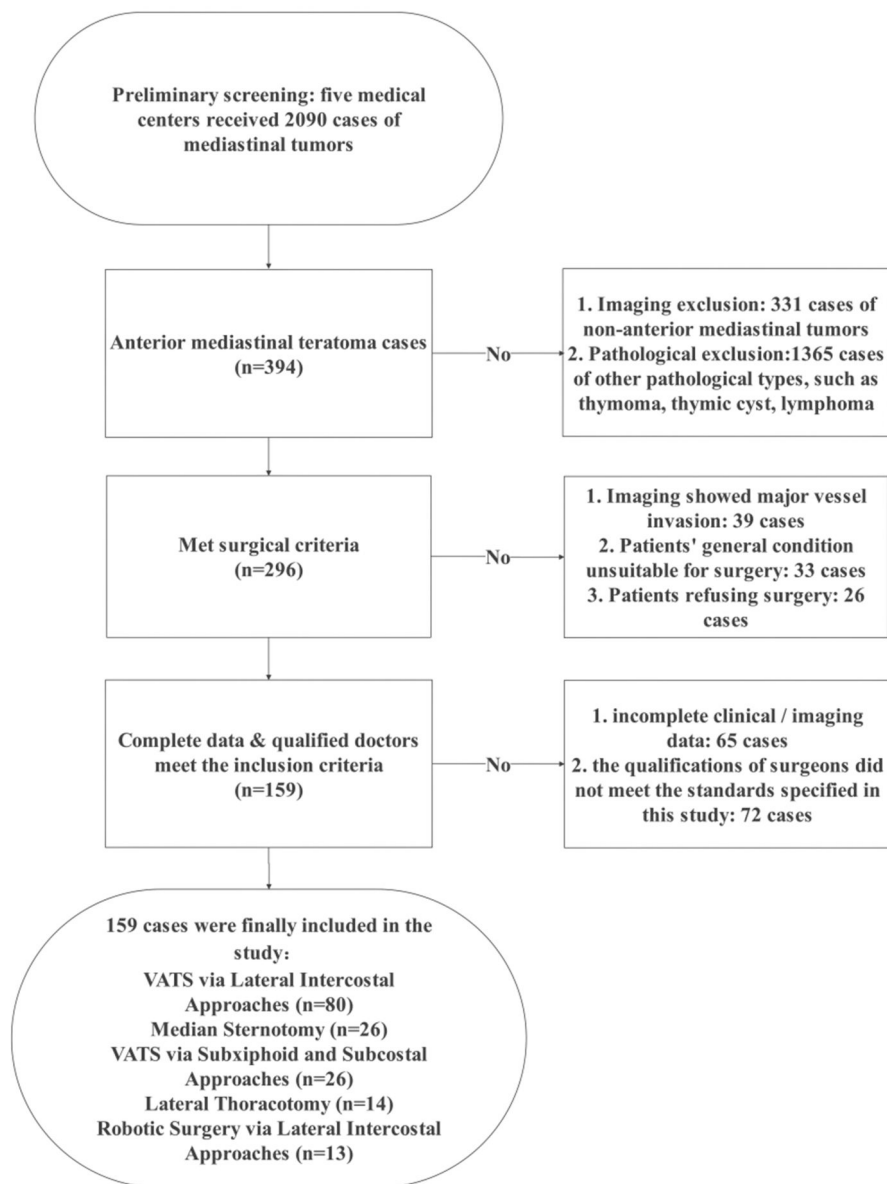 Preliminary screening: five medical
centers received 2090 cases of
mediastinal tumors
Anterior mediastinal teratoma cases
(n=394)
No
1. Imaging exclusion: 331 cases of
non-anterior mediastinal tumors
2. Pathological exclusion:1365 cases
of other pathological types, such as
thymoma, thymic cyst, lymphoma
Met surgical criteria
(n=296)
No
1. Imaging showed major vessel
invasion: 39 cases
2. Patients' general condition
unsuitable for surgery: 33 cases
3. Patients refusing surgery: 26
cases
Complete data & qualified doctors
meet the inclusion criteria
(n=159)
No
1. incomplete clinical / imaging
data: 65 cases
2. the qualifications of surgeons did
not meet the standards specified in
this study: 72 cases
159 cases were finally included in the
study：
VATS via Lateral Intercostal
Approaches (n=80)
Median Sternotomy (n=26)
VATS via Subxiphoid and Subcostal
Approaches (n=26)
Lateral Thoracotomy (n=14)
Robotic Surgery via Lateral Intercostal
Approaches (n=13)